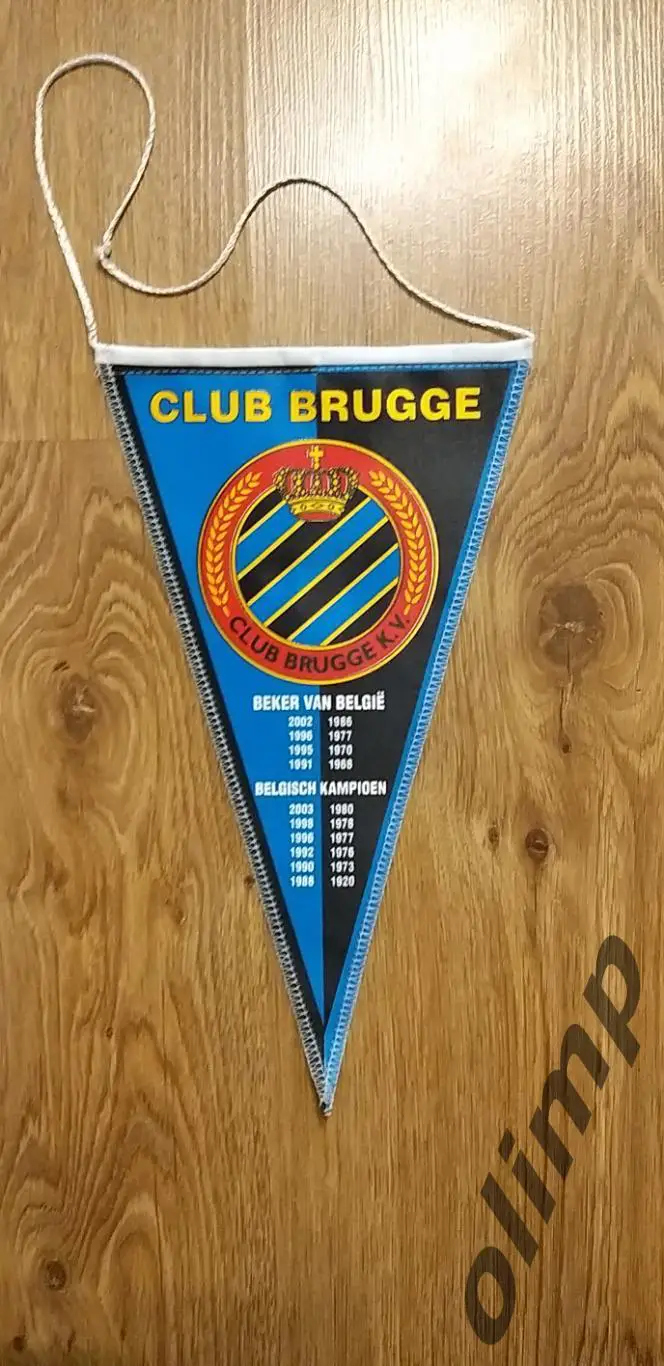 CLUB BRUGGE
CLUB BRUGGE K.V.
BEKER VAN BELGIË
2002 1986
1996 1977
1995 1970
1991 1968
BELGISCH KAMPIOEN
2003 1980
1998 1978
1996 1977
1992 1976
1990 1973
1988 1920
olimp